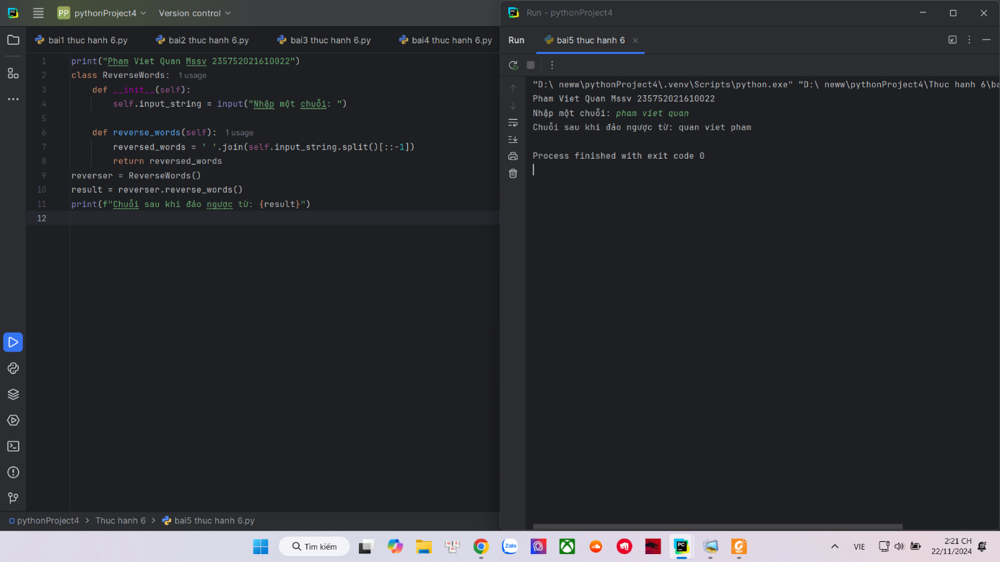 PP pythonProject4 Version control
bai1 thuc hanh 6.py bai2 thuc hanh 6.py bai3 thuc hanh 6.py bai4 thuc hanh 6.py
1 print("Pham Viet Quan Mssv 235752021610022")
2 class ReverseWords: 1 usage
3 def __init__(self):
4 self.input_string = input("Nhập một chuỗi: ")
5
6 def reverse_words(self): 1 usage
7 reversed_words = ' '.join(self.input_string.split()[::-1])
8 return reversed_words
9 reverser = ReverseWords()
10 result = reverser.reverse_words()
11 print(f"Chuỗi sau khi đảo ngược từ: {result}")
12
pythonProject4 > Thuc hanh 6 > bai5 thuc hanh 6.py
Run - pythonProject4
Run bai5 thuc hanh 6
"D:\ neww\pythonProject4\.venv\Scripts\python.exe" "D:\ neww\pythonProject4\Thuc hanh 6\ba
Pham Viet Quan Mssv 235752021610022
Nhập một chuỗi: pham viet quan
Chuỗi sau khi đảo ngược từ: quan viet pham
Process finished with exit code 0
Tìm kiếm
Zalo
PC
VIE
2:21 CH
22/11/2024